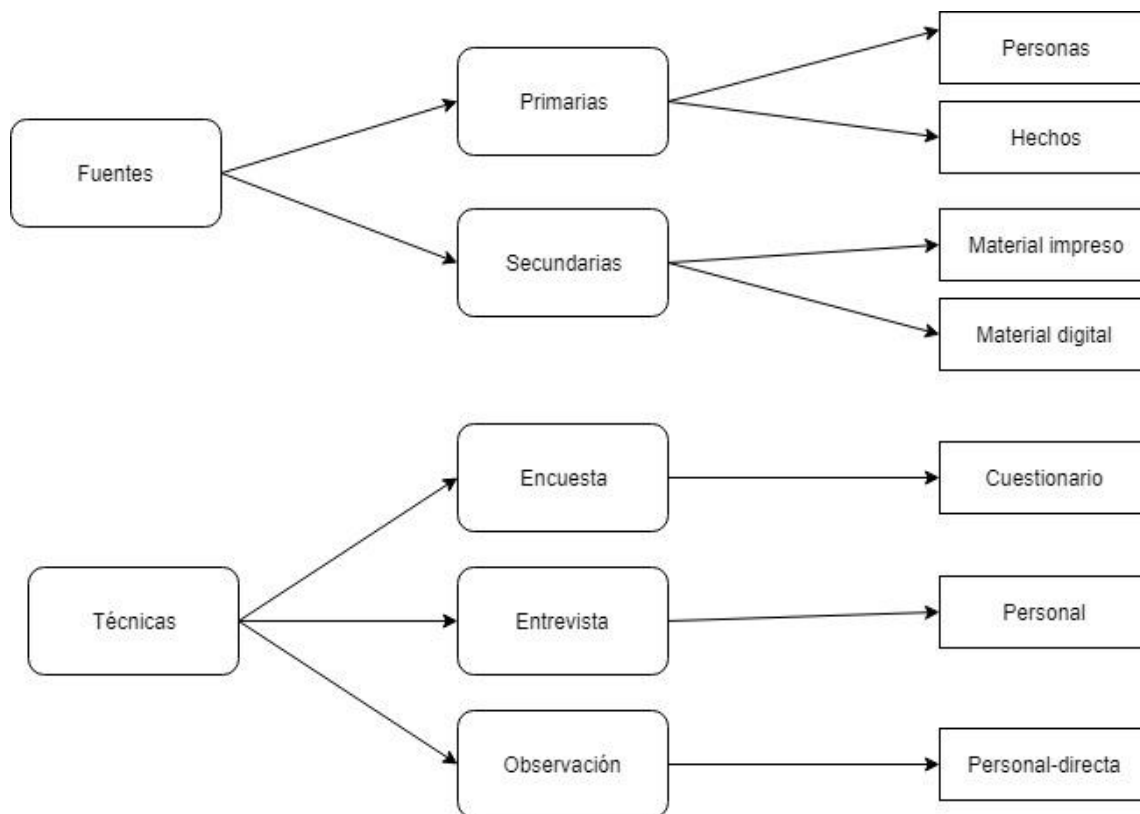 Fuentes
Primarias
Personas
Hechos
Secundarias
Material impreso
Material digital
Técnicas
Encuesta
Cuestionario
Entrevista
Personal
Observación
Personal-directa